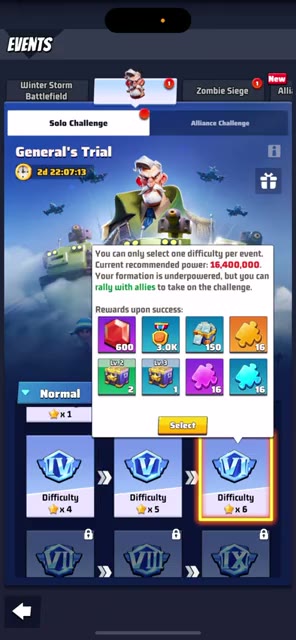 EVENTS
Winter Storm
Battlefield
1
Zombie Siege
1
New
Solo Challenge
Alliance Challenge
General's Trial
i
2d 22:07:13
You can only select one difficulty per event.
Current recommended power: 16,400,000.
Your formation is underpowered, but you can
rally with allies to take on the challenge.
Rewards upon success:
600
3.0K
150
16
Lv.2
2
Lv.3
1
16
16
Select
Normal
x 1
IV
Difficulty
x 4
V
Difficulty
x 5
VI
Difficulty
x 6
VII
VIII
IX